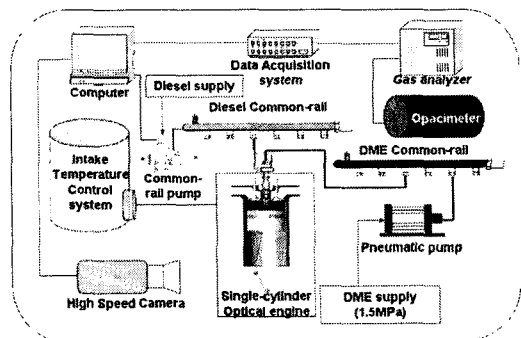 Data Acquisition
system
Gas analyzer
Computer
Diesel supply
Diesel Common-rail
Opacimeter
Intake
Temperature
Control
system
Common-
rail pump
DME Common-rail
Pneumatic pump
High Speed Camera
Single-cylinder
Optical engine
DME supply
(1.5MPa)